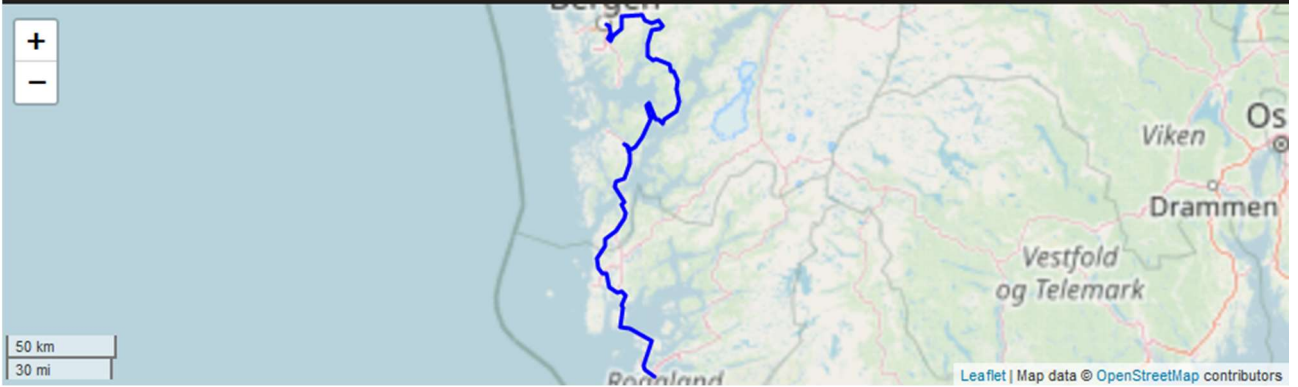 Bergen
+
−
Os
Viken
Drammen
Vestfold
og Telemark
50 km
30 mi
Rogaland
Leaflet | Map data © OpenStreetMap contributors